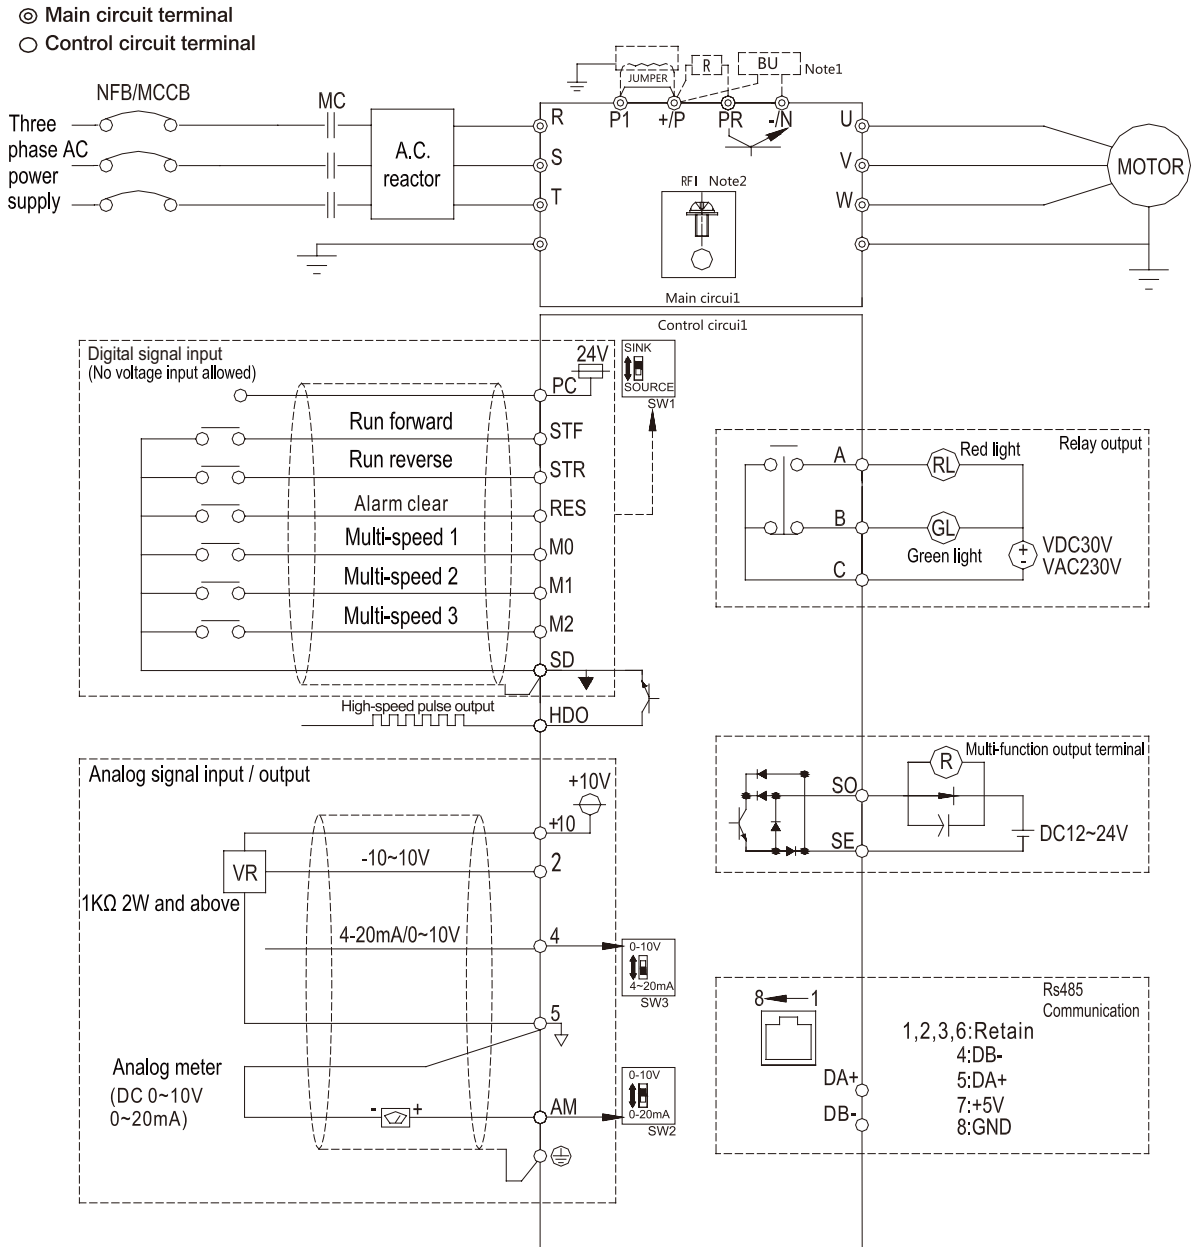 Main circuit terminal
Control circuit terminal
NFB/MCCB
MC
Three
phase AC
power
supply
A.C.
reactor
R
S
T
JUMPER
R
BU
Note1
P1
+/P
PR
-/N
U
V
W
MOTOR
RFI Note2
Main circui1
Control circui1
Digital signal input
(No voltage input allowed)
24V
PC
SINK
SOURCE
SW1
Run forward
STF
Run reverse
STR
Alarm clear
RES
Multi-speed 1
M0
Multi-speed 2
M1
Multi-speed 3
M2
SD
High-speed pulse output
HDO
Relay output
A
RL
Red light
B
GL
Green light
C
+
-
VDC30V
VAC230V
Multi-function output terminal
R
SO
SE
DC12~24V
Analog signal input / output
+10V
+10
-10~10V
2
VR
1KΩ 2W and above
4-20mA/0~10V
4
0-10V
4~20mA
SW3
5
Analog meter
(DC 0~10V
0~20mA)
- +
AM
0-10V
0-20mA
SW2
Rs485
Communication
8 1
1,2,3,6:Retain
4:DB-
5:DA+
7:+5V
8:GND
DA+
DB-